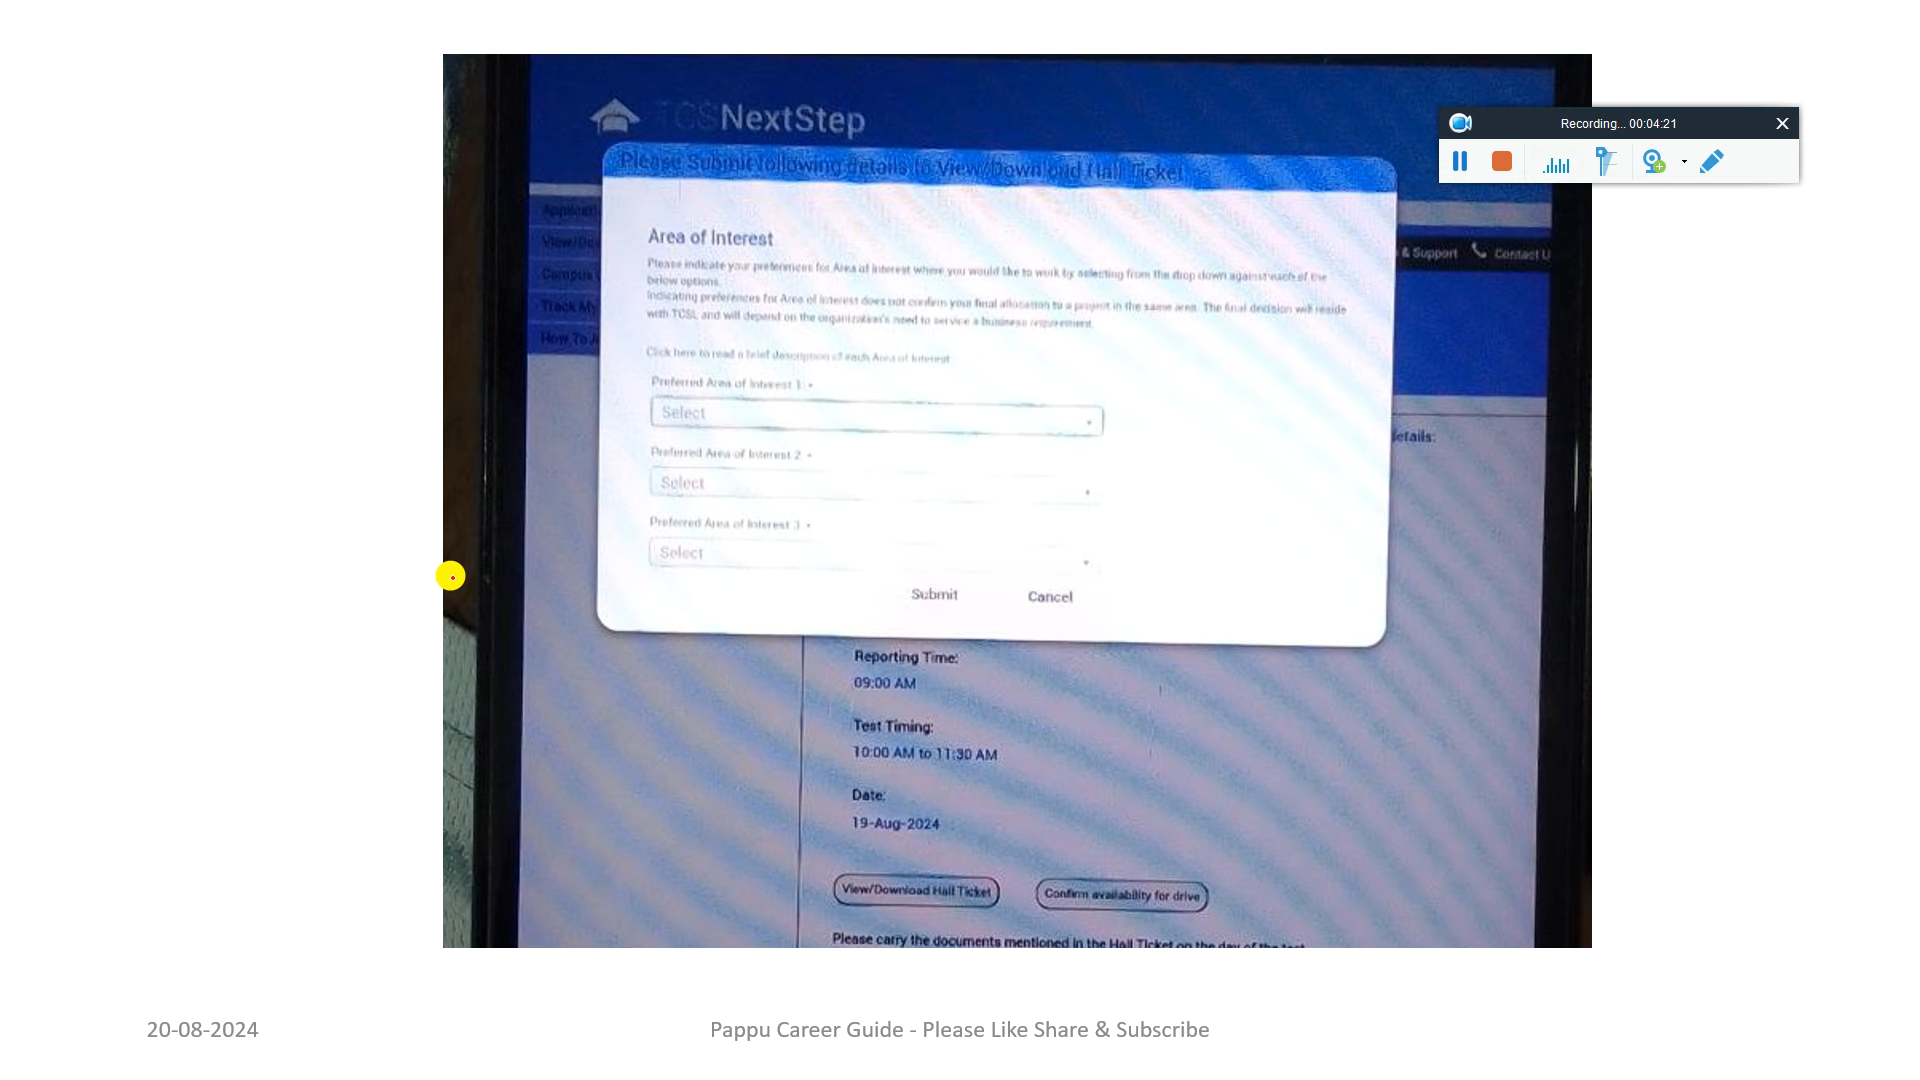 TCS NextStep
Recording... 00:04:21
Please Submit following details to View/Download Hall Ticket
Area of Interest
& Support
Contact U
Please indicate your preferences for Area of Interest where you would like to work by selecting from the drop down against each of the
below options.
Indicating preferences for Area of Interest does not confirm your final allocation to a project in the same area. The final decision will reside
with TCSL and will depend on the organization's need to service a business requirement.
Click here to read a brief description of each Area of Interest
Track My
How To A
Preferred Area of Interest 1 *
Select
Preferred Area of Interest 2 *
Select
Preferred Area of Interest 3 *
Select
Submit Cancel
details:
Reporting Time:
09:00 AM
Test Timing:
10:00 AM to 11:30 AM
Date:
19-Aug-2024
View/Download Hall Ticket
Confirm availability for drive
Please carry the documents mentioned in the Hall Ticket on the day of the test
20-08-2024
Pappu Career Guide - Please Like Share & Subscribe